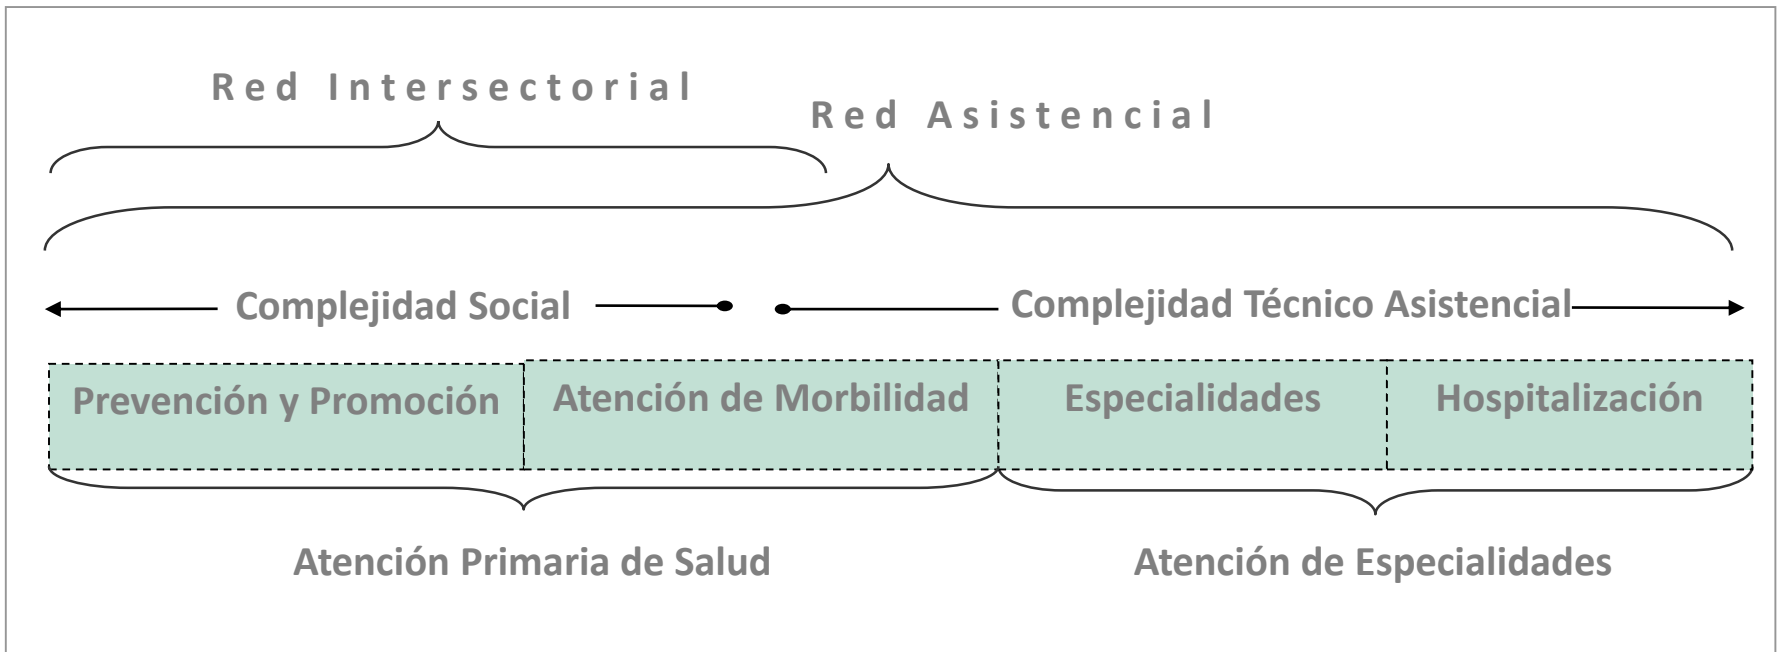 Red Intersectorial
Red Asistencial
Complejidad Social
Complejidad Técnico Asistencial
Prevención y Promoción
Atención de Morbilidad
Especialidades
Hospitalización
Atención Primaria de Salud
Atención de Especialidades